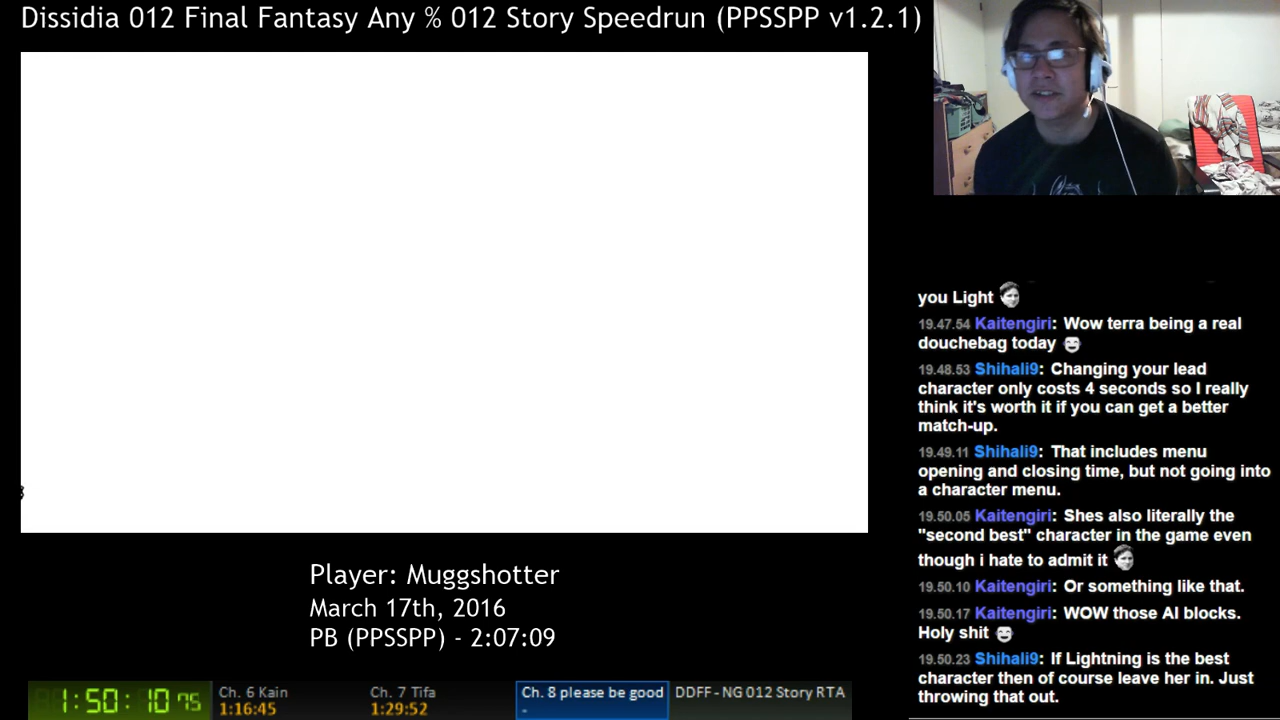 Dissidia 012 Final Fantasy Any % 012 Story Speedrun (PPSSPP v1.2.1)
you Light
19.47.54 Kaitengiri: Wow terra being a real
douchebag today
19.48.53 Shihali9: Changing your lead
character only costs 4 seconds so I really
think it's worth it if you can get a better
match-up.
19.49.11 Shihali9: That includes menu
opening and closing time, but not going into
a character menu.
19.50.05 Kaitengiri: Shes also literally the
"second best" character in the game even
though i hate to admit it
19.50.10 Kaitengiri: Or something like that.
19.50.17 Kaitengiri: WOW those AI blocks.
Holy shit
19.50.23 Shihali9: If Lightning is the best
character then of course leave her in. Just
throwing that out.
Player: Muggshotter
March 17th, 2016
PB (PPSSPP) - 2:07:09
1:50:10 75
Ch. 6 Kain
1:16:45
Ch. 7 Tifa
1:29:52
Ch. 8 please be good
-
DDFF - NG 012 Story RTA